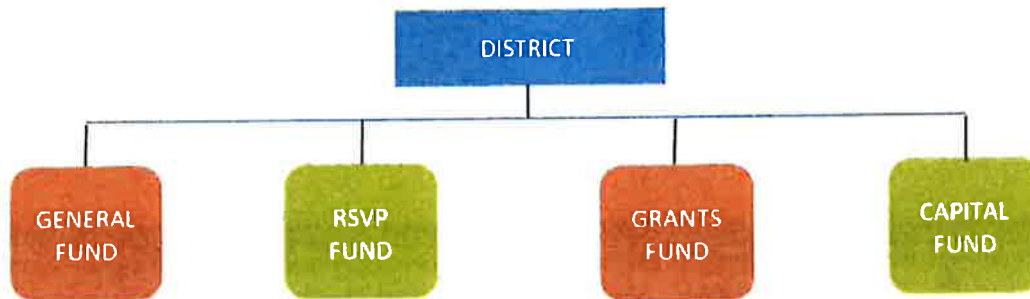 DISTRICT
GENERAL
FUND
RSVP
FUND
GRANTS
FUND
CAPITAL
FUND